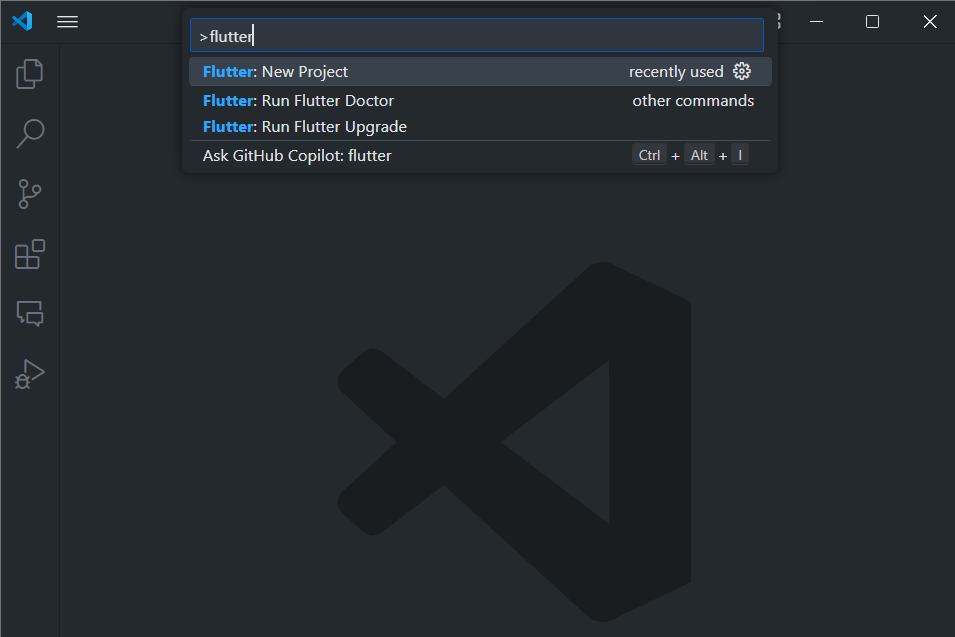 >flutter
Flutter: New Project recently used
Flutter: Run Flutter Doctor other commands
Flutter: Run Flutter Upgrade
Ask GitHub Copilot: flutter Ctrl + Alt + I